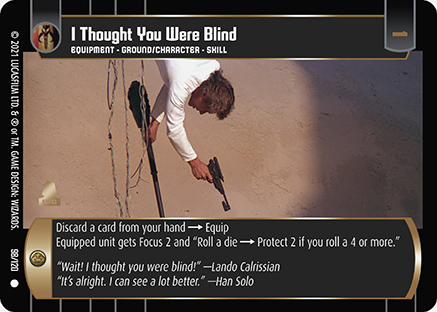 I Thought You Were Blind
EQUIPMENT - GROUND/CHARACTER - SKILL
Discard a card from your hand → Equip
Equipped unit gets Focus 2 and “Roll a die → Protect 2 if you roll a 4 or more.”
“Wait! I thought you were blind!” —Lando Calrissian
“It’s alright. I can see a lot better.” —Han Solo
© 2021 LUCASFILM LTD. & ® or TM. GAME DESIGN: WIZARDS.
98/120